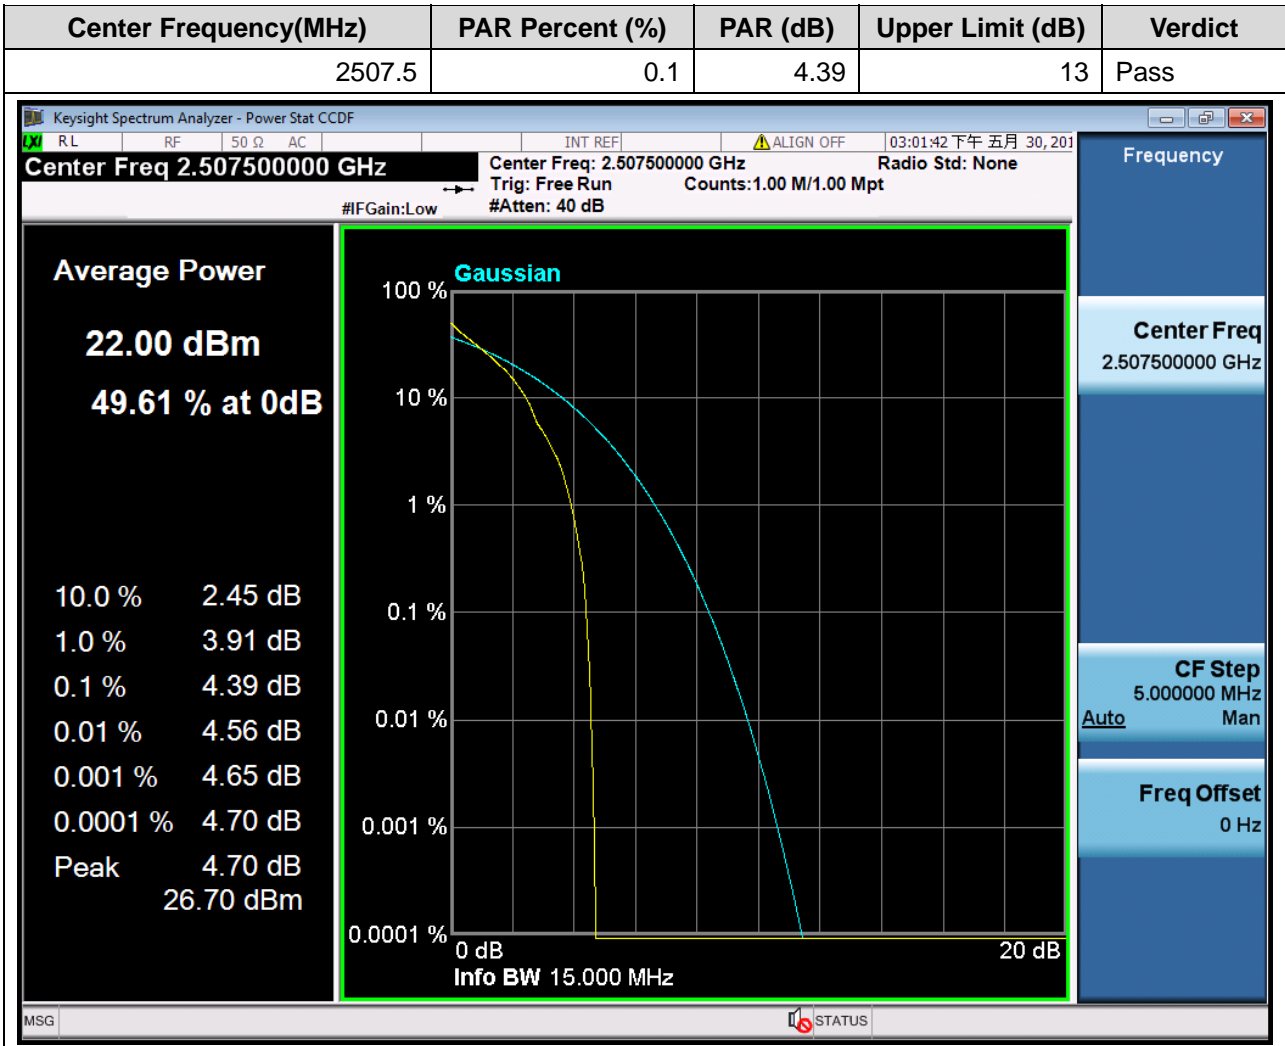 Center Frequency(MHz) PAR Percent (%) PAR (dB) Upper Limit (dB) Verdict
2507.5 0.1 4.39 13 Pass
Keysight Spectrum Analyzer - Power Stat CCDF
LXI RL RF 50 Ω AC INT REF ALIGN OFF 03:01:42 下午 五月 30, 201
Center Freq 2.507500000 GHz
Center Freq: 2.507500000 GHz Radio Std: None
Trig: Free Run Counts:1.00 M/1.00 Mpt
#IFGain:Low #Atten: 40 dB
Frequency
Average Power
22.00 dBm
49.61 % at 0dB
10.0 % 2.45 dB
1.0 % 3.91 dB
0.1 % 4.39 dB
0.01 % 4.56 dB
0.001 % 4.65 dB
0.0001 % 4.70 dB
Peak 4.70 dB
26.70 dBm
Gaussian
100 %
10 %
1 %
0.1 %
0.01 %
0.001 %
0.0001 %
0 dB 20 dB
Info BW 15.000 MHz
Center Freq
2.507500000 GHz
CF Step
5.000000 MHz
Auto Man
Freq Offset
0 Hz
MSG STATUS